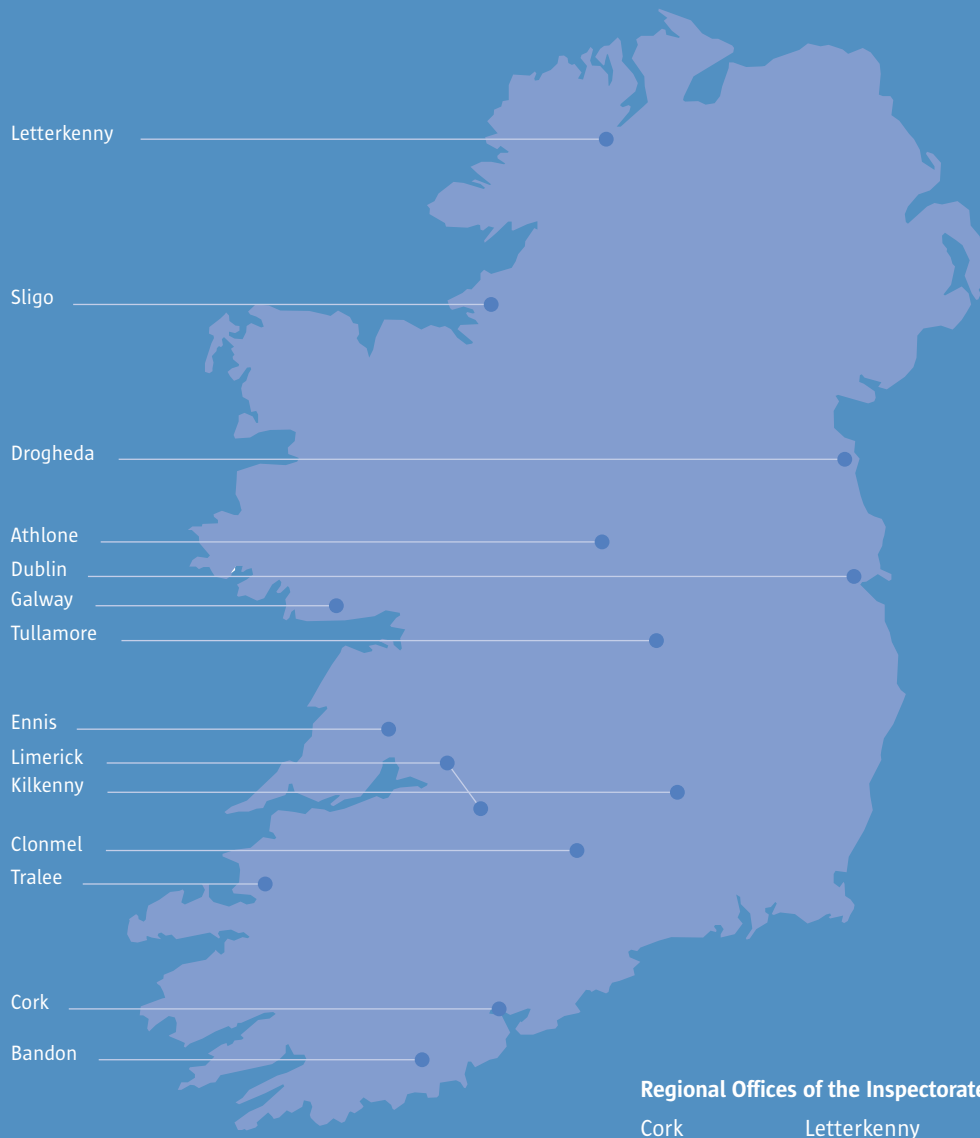 Letterkenny
Sligo
Drogheda
Athlone
Dublin
Galway
Tullamore
Ennis
Limerick
Kilkenny
Clonmel
Tralee
Cork
Bandon
Regional Offices of the Inspectorate
Cork Letterkenny